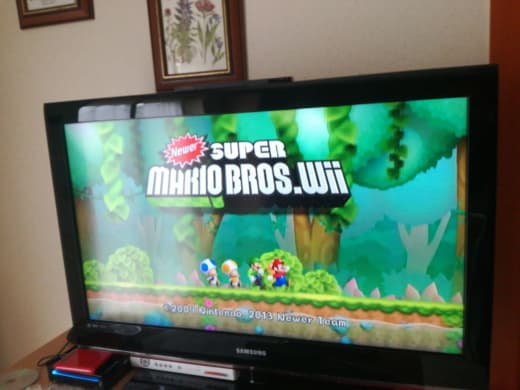 Newer
SUPER
MARIO BROS.Wii
©2009 Nintendo, 2013 Newer Team
SAMSUNG